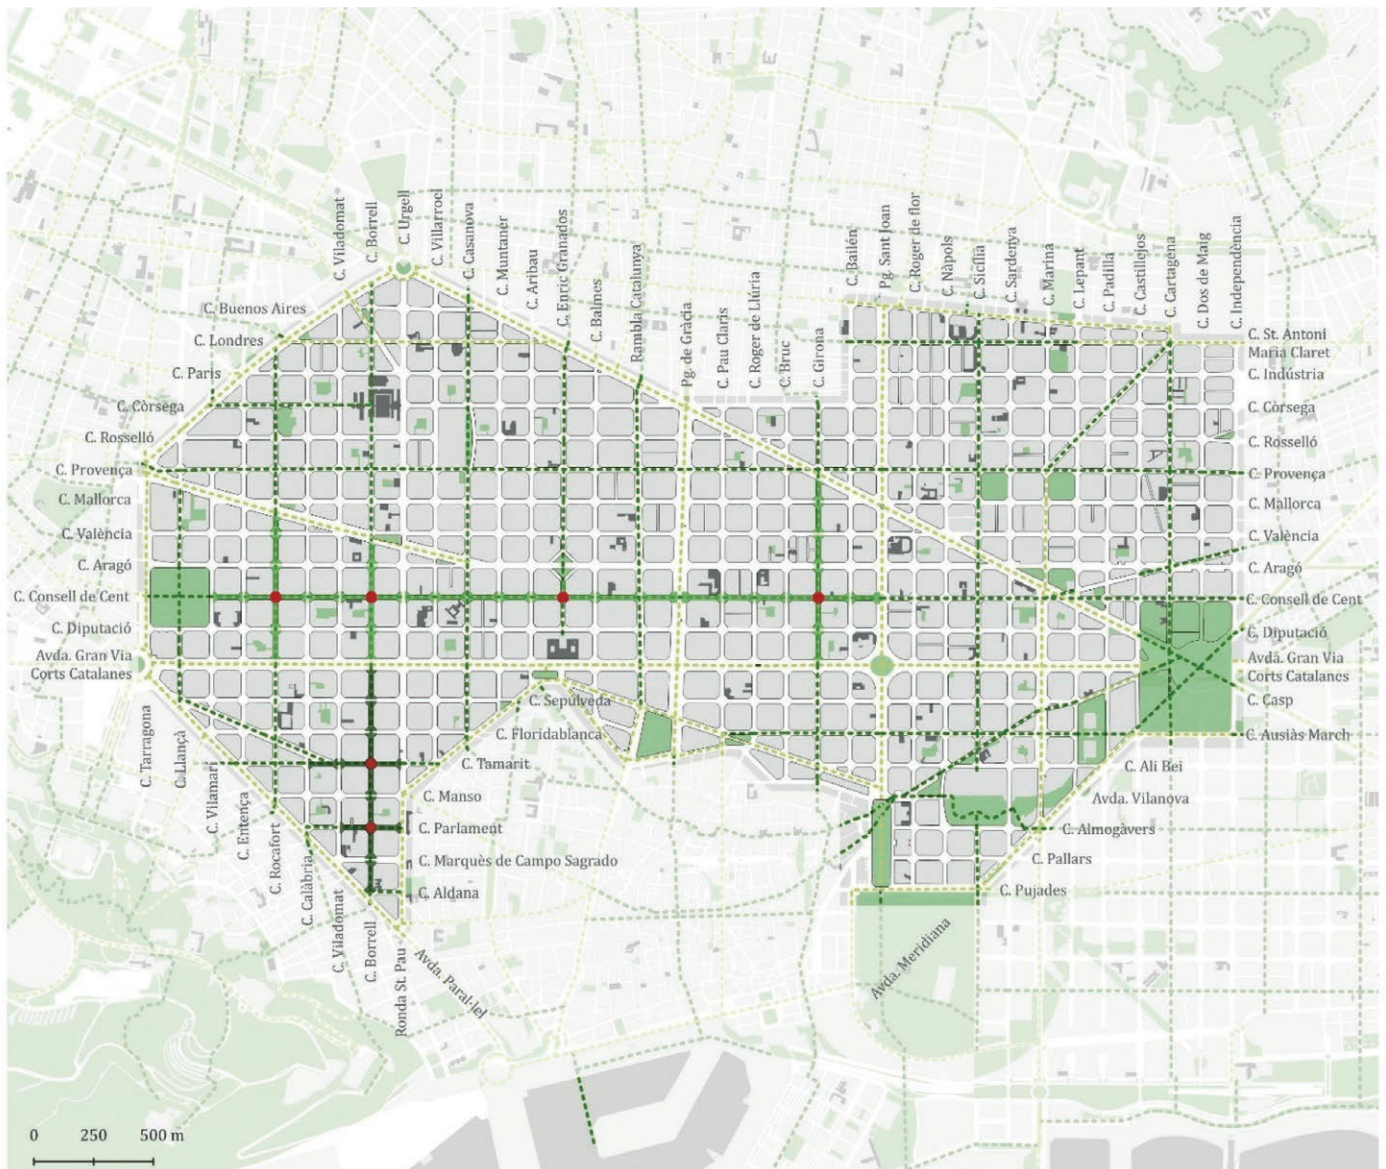 C. Viladomat
C. Borrell
C. Urgell
C. Villarroel
C. Casanova
C. Muntaner
C. Aribau
C. Enric Granados
C. Balmes
Rambla Catalunya
Pg. de Gràcia
C. Pau Claris
C. Roger de Llúria
C. Bruc
C. Girona
C. Bailén
Pg. Sant Joan
C. Roger de flor
C. Nàpols
C. Sicília
C. Sardenya
C. Marina
C. Lepant
C. Padilla
C. Castillejos
C. Cartagena
C. Dos de Maig
C. Independència
C. Buenos Aires
C. Londres
C. Paris
C. Còrsega
C. Rosselló
C. Provença
C. Mallorca
C. València
C. Aragó
C. Consell de Cent
C. Diputació
Avda. Gran Via
Corts Catalanes
C. St. Antoni
Maria Claret
C. Indústria
C. Còrsega
C. Rosselló
C. Provença
C. Mallorca
C. València
C. Aragó
C. Consell de Cent
C. Diputació
Avda. Gran Via
Corts Catalanes
C. Casp
C. Ausiàs March
C. Ali Bei
Avda. Vilanova
C. Almogàvers
C. Pallars
C. Pujades
Avda. Meridiana
C. Sepúlveda
C. Floridablanca
C. Tamarit
C. Manso
C. Parlament
C. Marquès de Campo Sagrado
C. Aldana
C. Tarragona
C. Llançà
C. Vilamarí
C. Entença
C. Rocafort
C. Calàbria
C. Viladomat
C. Borrell
Ronda St. Pau
Avda. Paral·lel
0 250 500 m